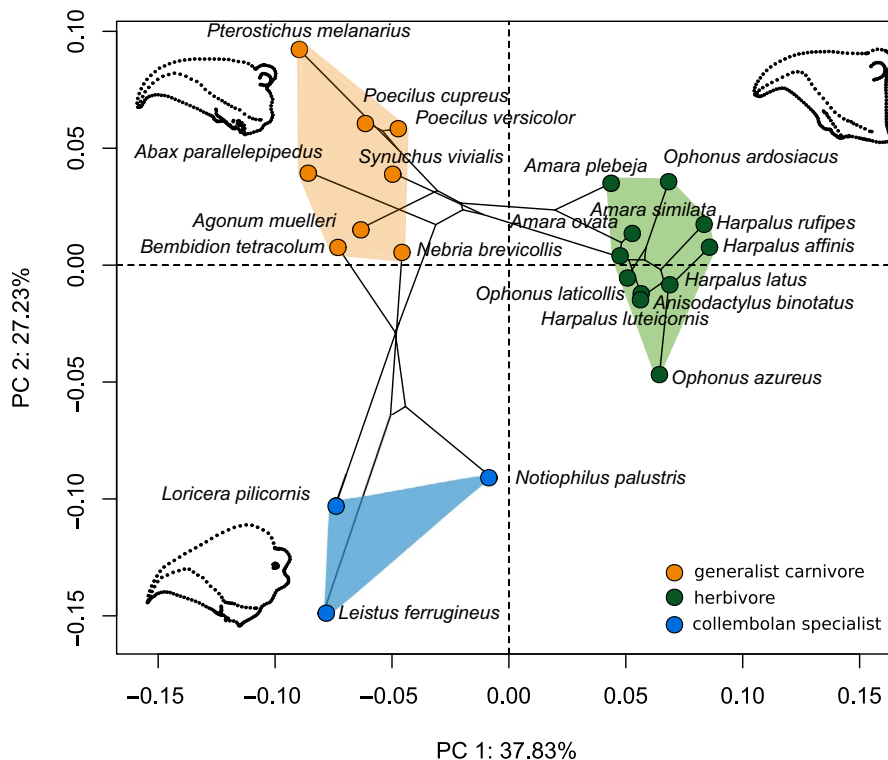 0.10
0.05
0.00
−0.05
−0.10
−0.15
PC 2: 27.23%
Pterostichus melanarius
Poecilus cupreus
Poecilus versicolor
Abax parallelepipedus
Synuchus vivialis
Amara plebeja
Ophonus ardosiacus
Agonum muelleri
Amara ovata
Amara similata
Harpalus rufipes
Bembidion tetracolum
Nebria brevicollis
Harpalus affinis
Harpalus latus
Ophonus laticollis
Anisodactylus binotatus
Harpalus luteicornis
Ophonus azureus
Notiophilus palustris
Loricera pilicornis
Leistus ferrugineus
generalist carnivore
herbivore
collembolan specialist
−0.15
−0.10
−0.05
0.00
0.05
0.10
0.15
PC 1: 37.83%